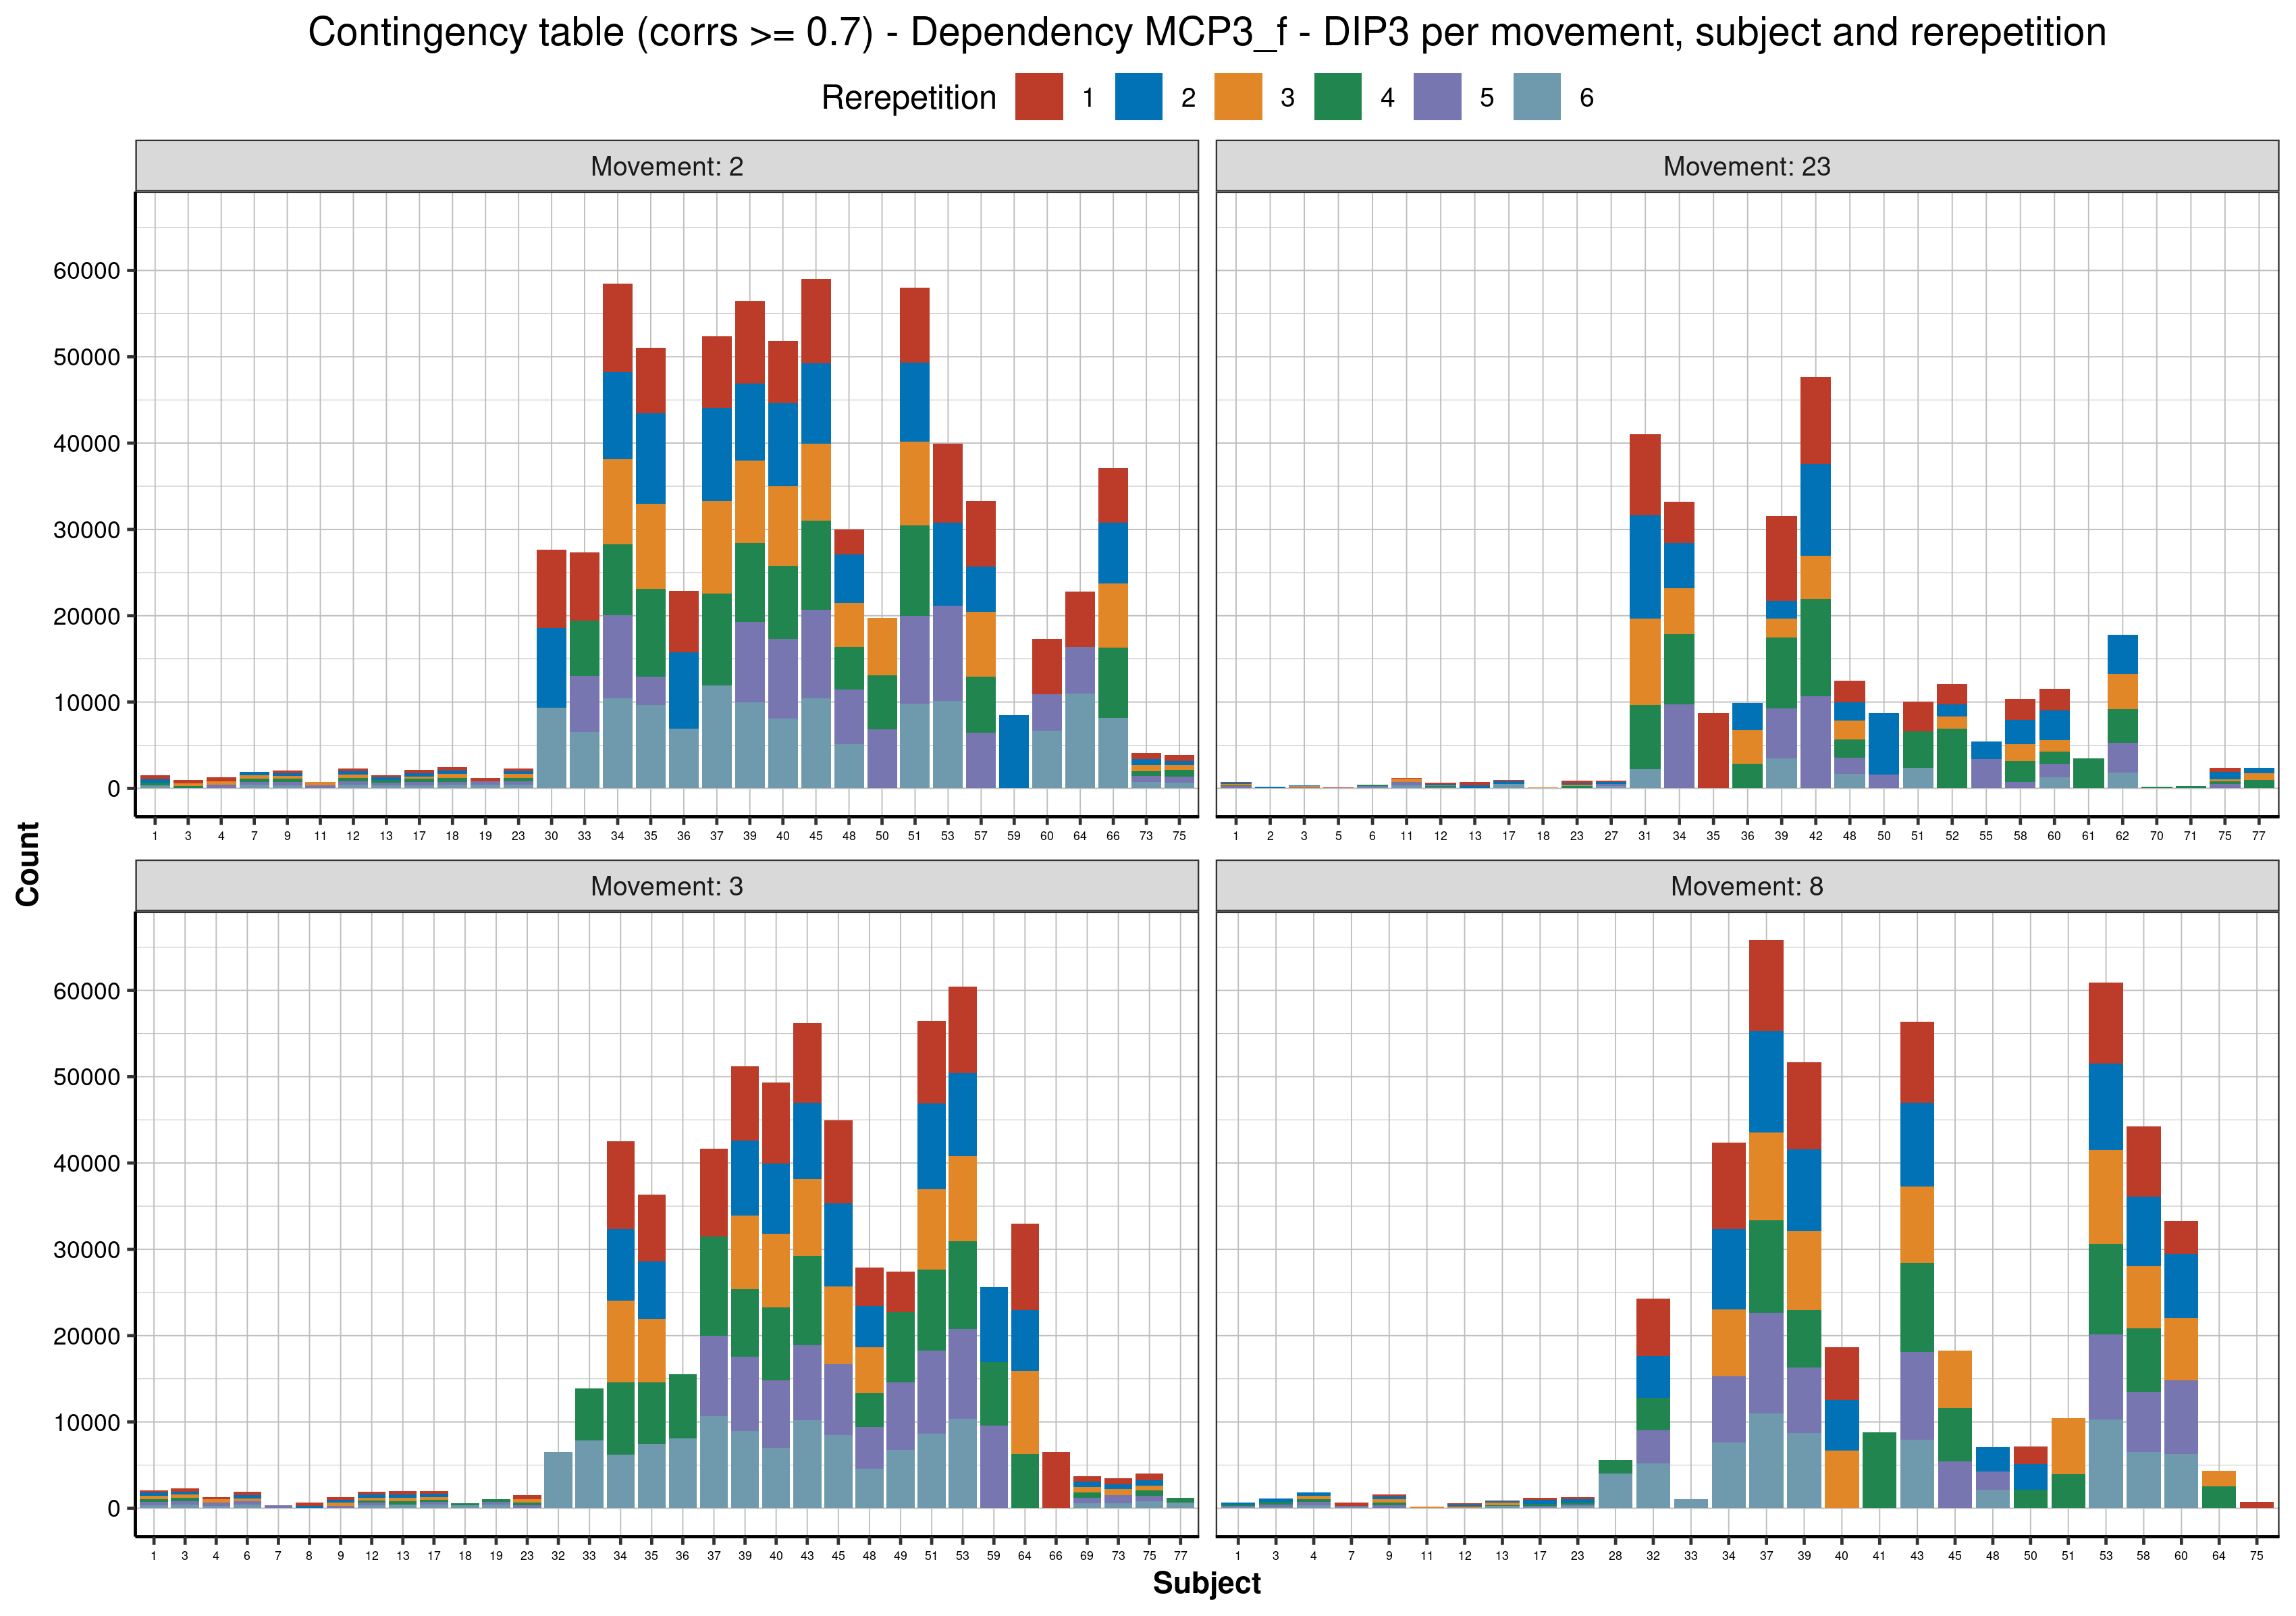 Contingency table (corrs >= 0.7) - Dependency MCP3_f - DIP3 per movement, subject and rerepetition
Rerepetition 1 2 3 4 5 6
Movement: 2
Movement: 23
60000
50000
40000
30000
20000
10000
0
1 3 4 7 9 11 12 13 17 18 19 23 30 33 34 35 36 37 39 40 45 48 50 51 53 57 59 60 64 66 73 75
1 2 3 5 6 11 12 13 17 18 23 27 31 34 35 36 39 42 48 50 51 52 55 58 60 61 62 70 71 75 77
Count
Movement: 3
Movement: 8
60000
50000
40000
30000
20000
10000
0
1 3 4 6 7 8 9 12 13 17 18 19 23 32 33 34 35 36 37 39 40 43 45 48 49 51 53 59 64 66 69 73 75 77
1 3 4 7 9 11 12 13 17 23 28 32 33 34 37 39 40 41 43 45 48 50 51 53 58 60 64 75
Subject